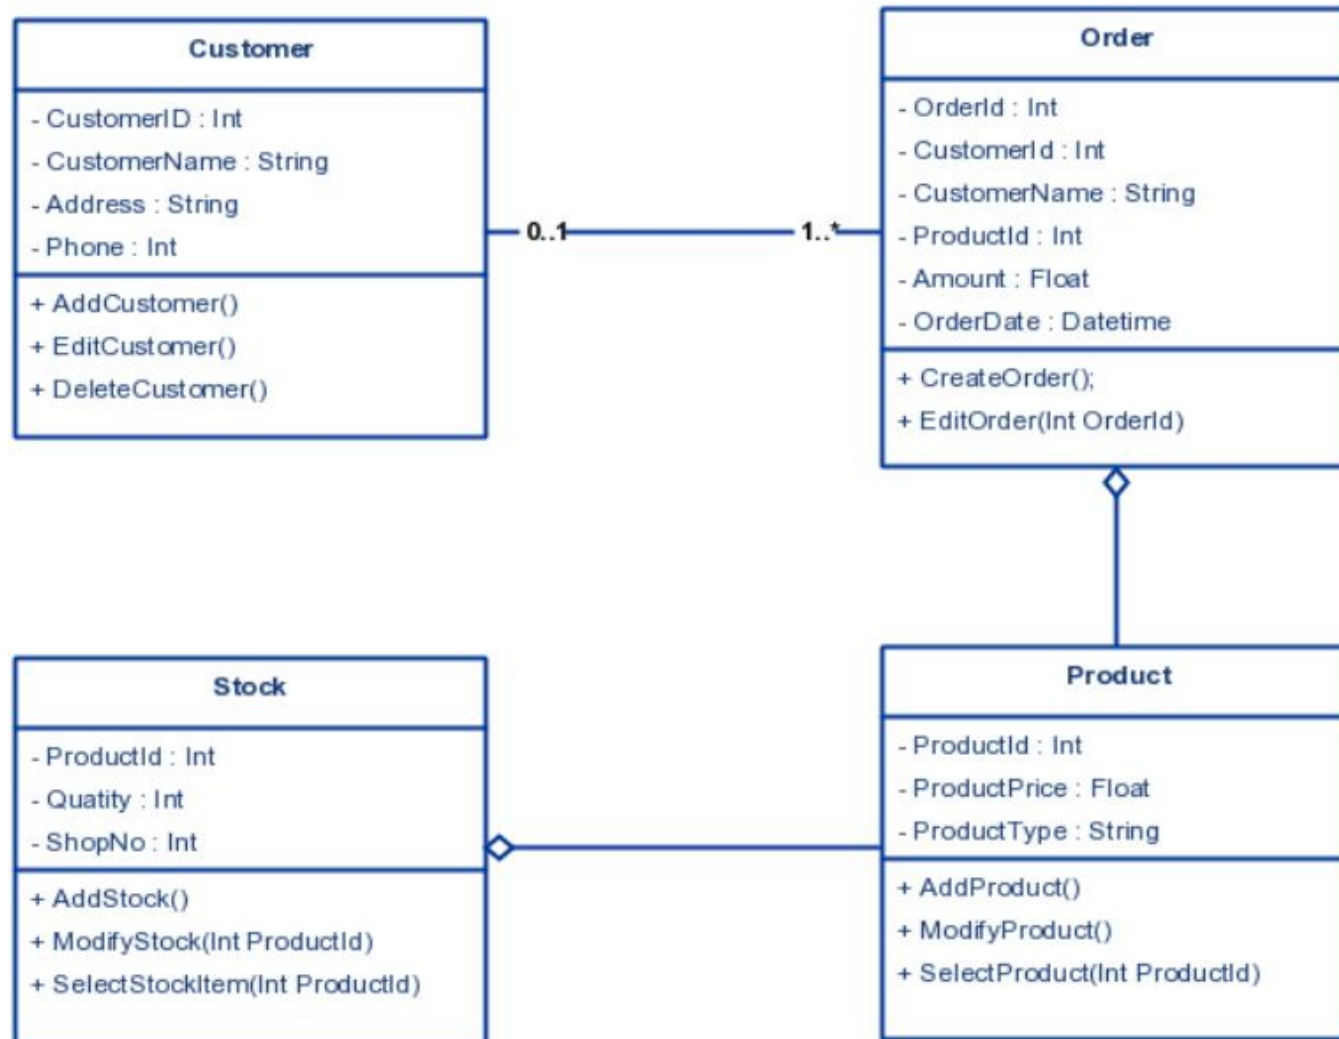 Customer
- CustomerID : Int
- CustomerName : String
- Address : String
- Phone : Int
+ AddCustomer()
+ EditCustomer()
+ DeleteCustomer()
0..1
1..*
Order
- OrderId : Int
- CustomerId : Int
- CustomerName : String
- ProductId : Int
- Amount : Float
- OrderDate : Datetime
+ CreateOrder();
+ EditOrder(Int OrderId)
Stock
- ProductId : Int
- Quatity : Int
- ShopNo : Int
+ AddStock()
+ ModifyStock(Int ProductId)
+ SelectStockItem(Int ProductId)
Product
- ProductId : Int
- ProductPrice : Float
- ProductType : String
+ AddProduct()
+ ModifyProduct()
+ SelectProduct(Int ProductId)